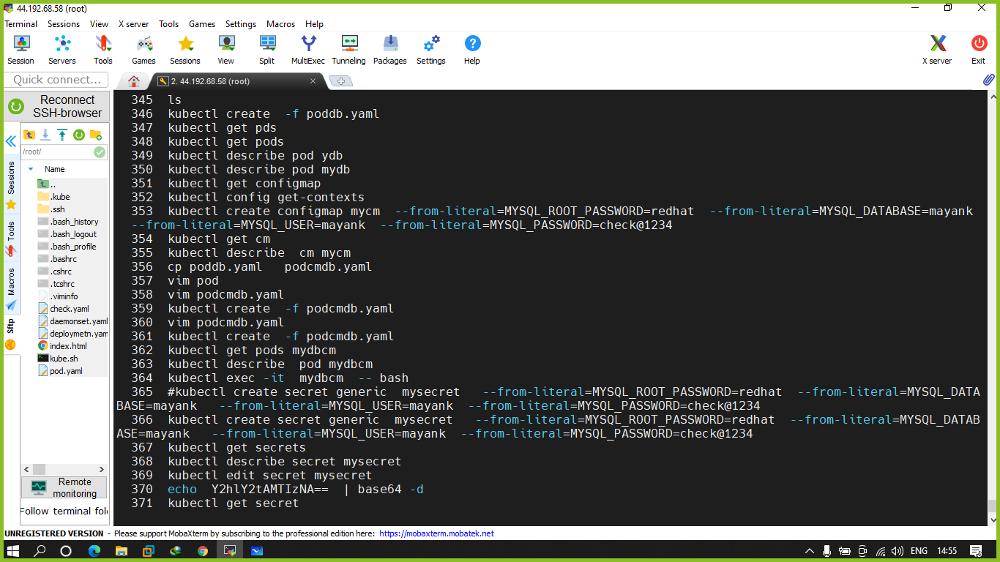 44.192.68.58 (root)
Terminal Sessions View X server Tools Games Settings Macros Help
Session Servers Tools Games Sessions View Split MultiExec Tunneling Packages Settings Help X server Exit
Quick connect...
2. 44.192.68.58 (root)
Reconnect
SSH-browser
/root/
Name
..
.kube
.ssh
.bash_history
.bash_logout
.bash_profile
.bashrc
.cshrc
.tcshrc
.viminfo
check.yaml
daemonset.yaml
deploymetn.yam
index.html
kube.sh
pod.yaml
Sessions
Tools
Macros
Sftp
Remote
monitoring
Follow terminal fol
345 ls
346 kubectl create  -f poddb.yaml
347 kubectl get pds
348 kubectl get pods
349 kubectl describe pod ydb
350 kubectl describe pod mydb
351 kubectl get configmap
352 kubectl config get-contexts
353 kubectl create configmap mycm  --from-literal=MYSQL_ROOT_PASSWORD=redhat  --from-literal=MYSQL_DATABASE=mayank
--from-literal=MYSQL_USER=mayank  --from-literal=MYSQL_PASSWORD=check@1234
354 kubectl get cm
355 kubectl describe  cm mycm
356 cp poddb.yaml   podcmdb.yaml
357 vim pod
358 vim podcmdb.yaml
359 kubectl create  -f podcmdb.yaml
360 vim podcmdb.yaml
361 kubectl create  -f podcmdb.yaml
362 kubectl get pods mydbcm
363 kubectl describe  pod mydbcm
364 kubectl exec -it  mydbcm  -- bash
365 #kubectl create secret generic  mysecret   --from-literal=MYSQL_ROOT_PASSWORD=redhat  --from-literal=MYSQL_DATA
BASE=mayank   --from-literal=MYSQL_USER=mayank  --from-literal=MYSQL_PASSWORD=check@1234
366 kubectl create secret generic  mysecret   --from-literal=MYSQL_ROOT_PASSWORD=redhat  --from-literal=MYSQL_DATAB
ASE=mayank   --from-literal=MYSQL_USER=mayank  --from-literal=MYSQL_PASSWORD=check@1234
367 kubectl get secrets
368 kubectl describe secret mysecret
369 kubectl edit secret mysecret
370 echo  Y2hlY2tAMTIzNA==  | base64 -d
371 kubectl get secret
UNREGISTERED VERSION - Please support MobaXterm by subscribing to the professional edition here: https://mobaxterm.mobatek.net
ENG 14:55